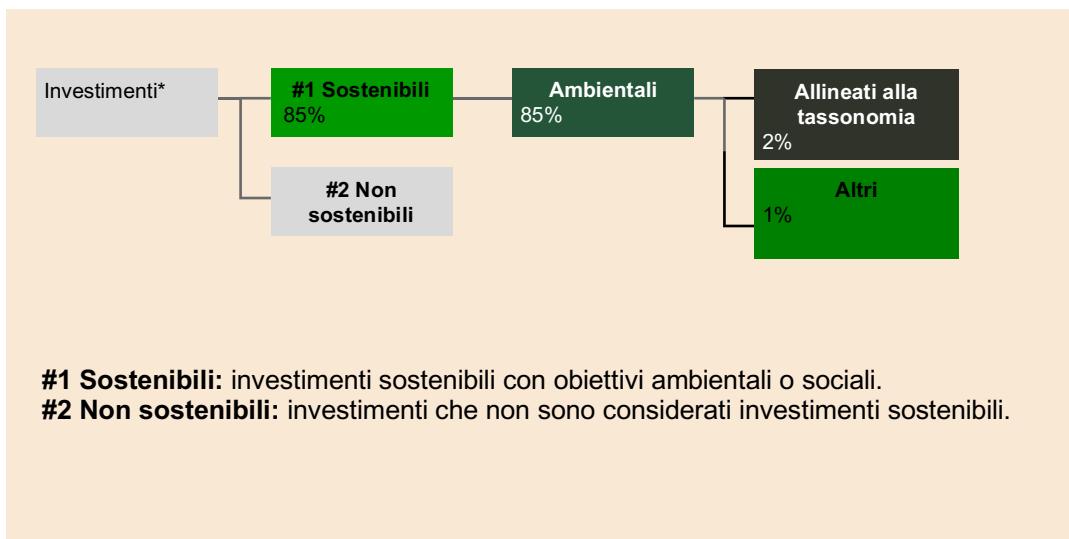 Investimenti*
#1 Sostenibili
85%
Ambientali
85%
Allineati alla
tassonomia
2%
#2 Non
sostenibili
Altri
1%
#1 Sostenibili: investimenti sostenibili con obiettivi ambientali o sociali.
#2 Non sostenibili: investimenti che non sono considerati investimenti sostenibili.